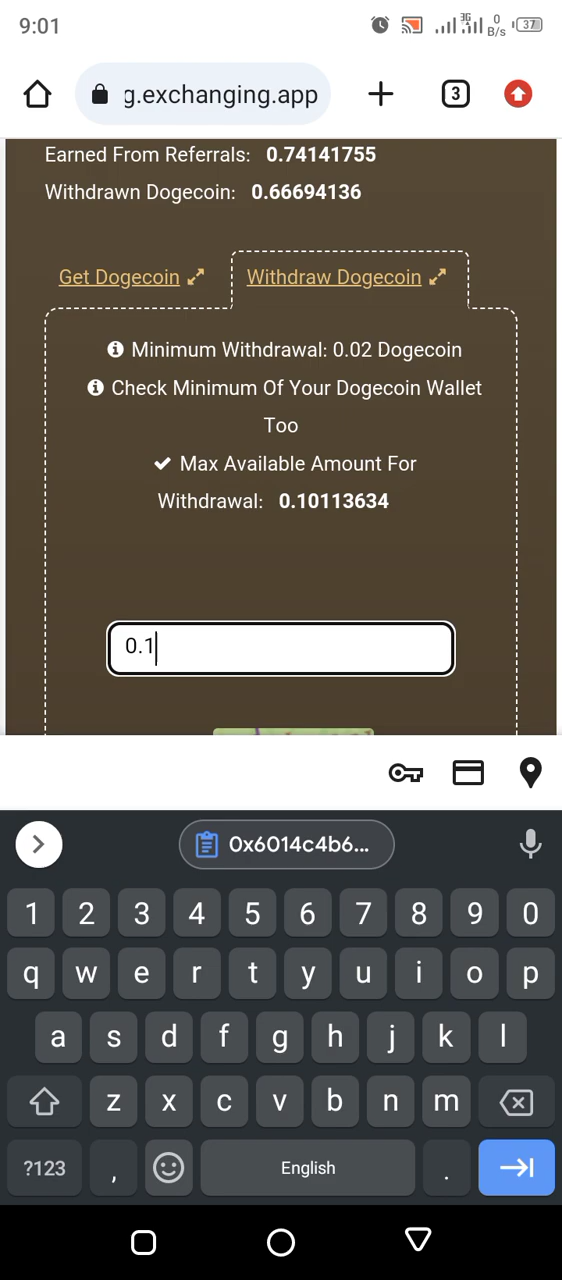 9:01
3G
0
B/s
37
g.exchanging.app
3
Earned From Referrals: 0.74141755
Withdrawn Dogecoin: 0.66694136
Get Dogecoin
Withdraw Dogecoin
Minimum Withdrawal: 0.02 Dogecoin
Check Minimum Of Your Dogecoin Wallet
Too
Max Available Amount For
Withdrawal: 0.10113634
0.1
0x6014c4b6...
1 2 3 4 5 6 7 8 9 0
q w e r t y u i o p
a s d f g h j k l
z x c v b n m
?123 , English .